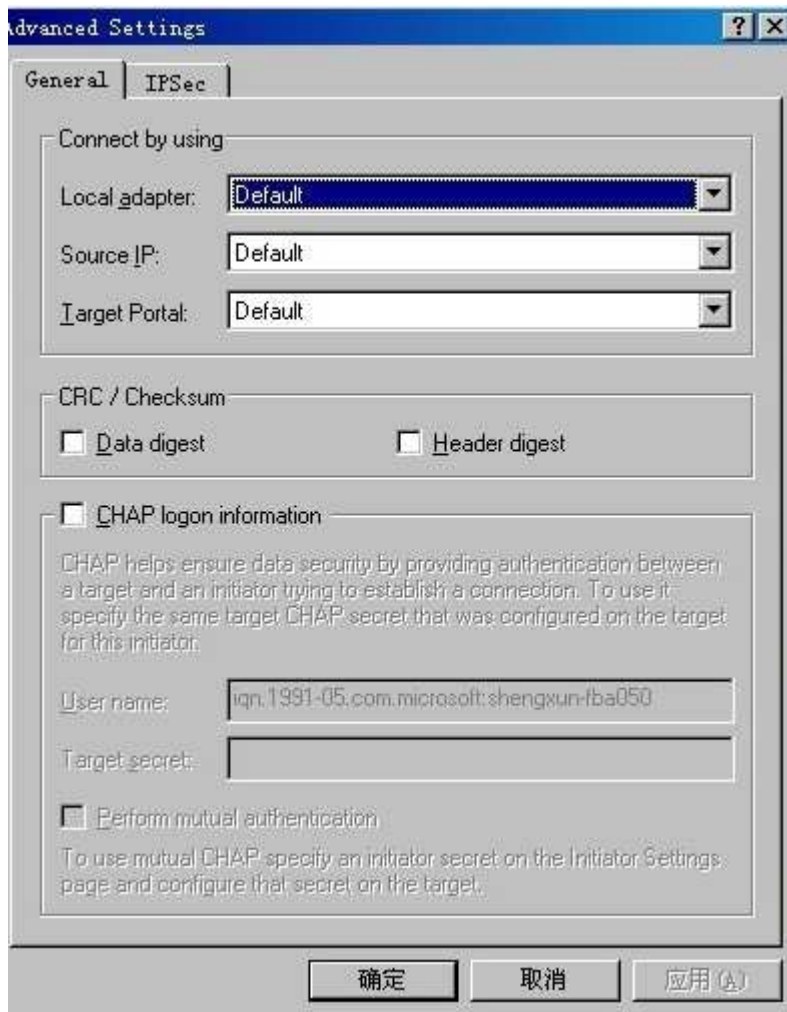 Advanced Settings
General
IPSec
Connect by using
Local adapter:
Default
Source IP:
Default
Target Portal:
Default
CRC / Checksum
Data digest
Header digest
CHAP logon information
CHAP helps ensure data security by providing authentication between
a target and an initiator trying to establish a connection. To use it
specify the same target CHAP secret that was configured on the target
for this initiator.
User name:
iqn.1991-05.com.microsoft:shengxun-fba050
Target secret:
Perform mutual authentication
To use mutual CHAP specify an initiator secret on the Initiator Settings
page and configure that secret on the target.
确定
取消
应用(A)